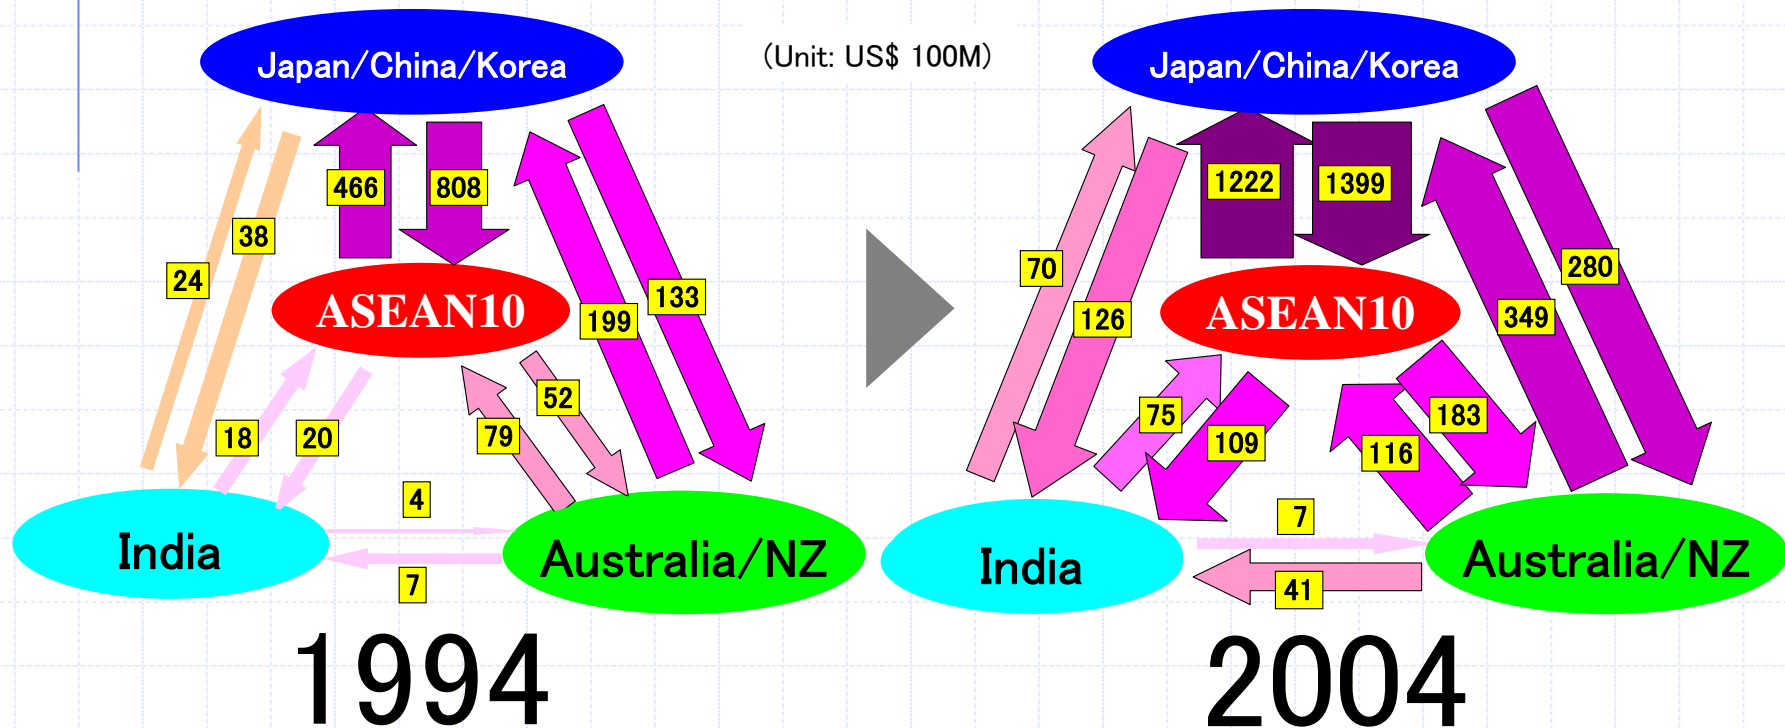 Japan/China/Korea
(Unit: US$ 100M)
Japan/China/Korea
466
808
1222
1399
38
24
133
199
70
126
280
349
ASEAN10
ASEAN10
52
79
18
20
75
109
183
116
4
7
India
Australia/NZ
India
Australia/NZ
7
41
1994
2004